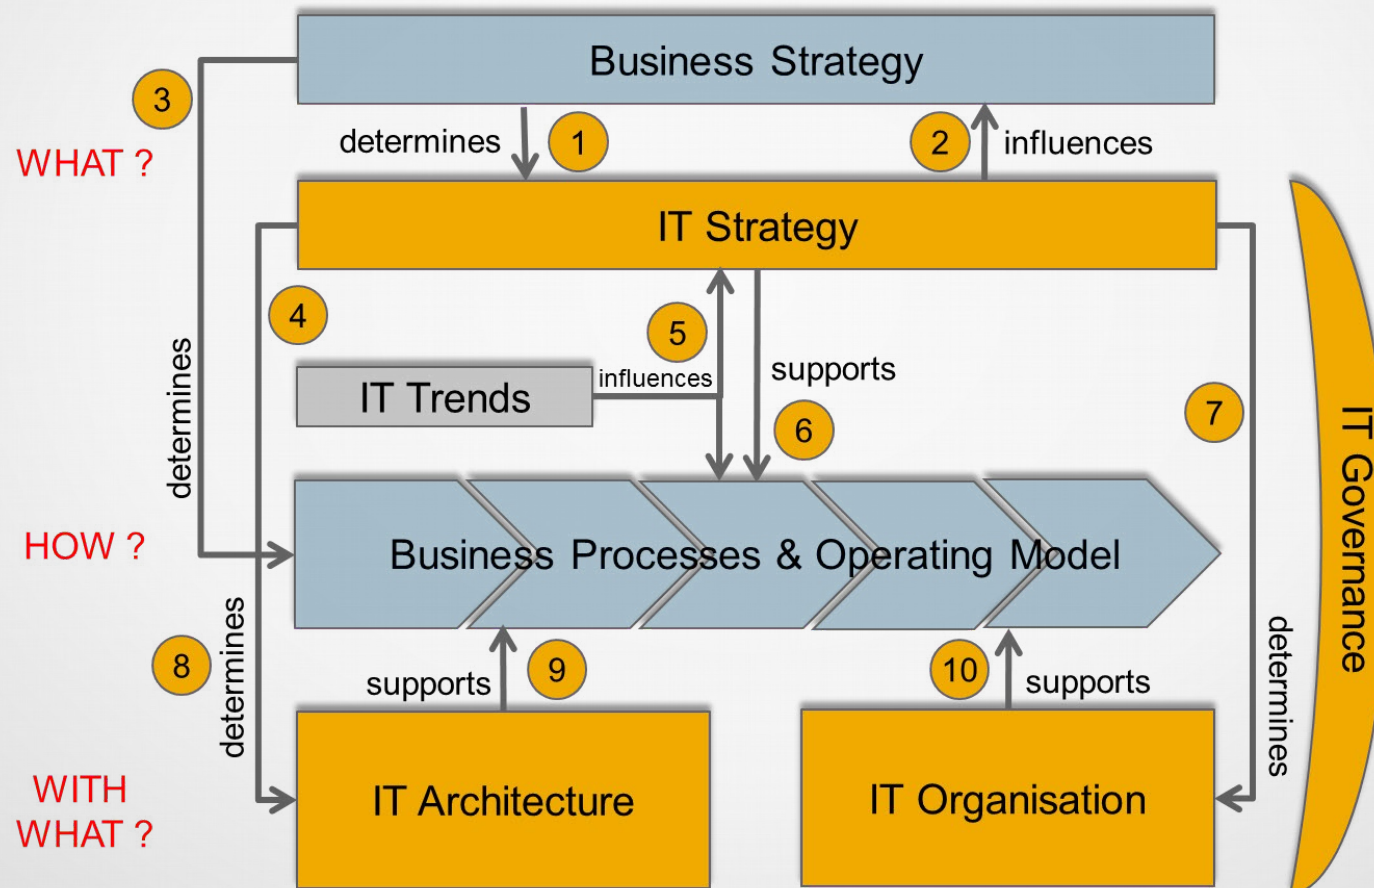 Business Strategy
3
determines
1
2
influences
WHAT ?
IT Strategy
4
5
supports
IT Trends
influences
6
7
determines
IT Governance
HOW ?
Business Processes & Operating Model
8
determines
supports
9
10
supports
determines
WITH
WHAT ?
IT Architecture
IT Organisation